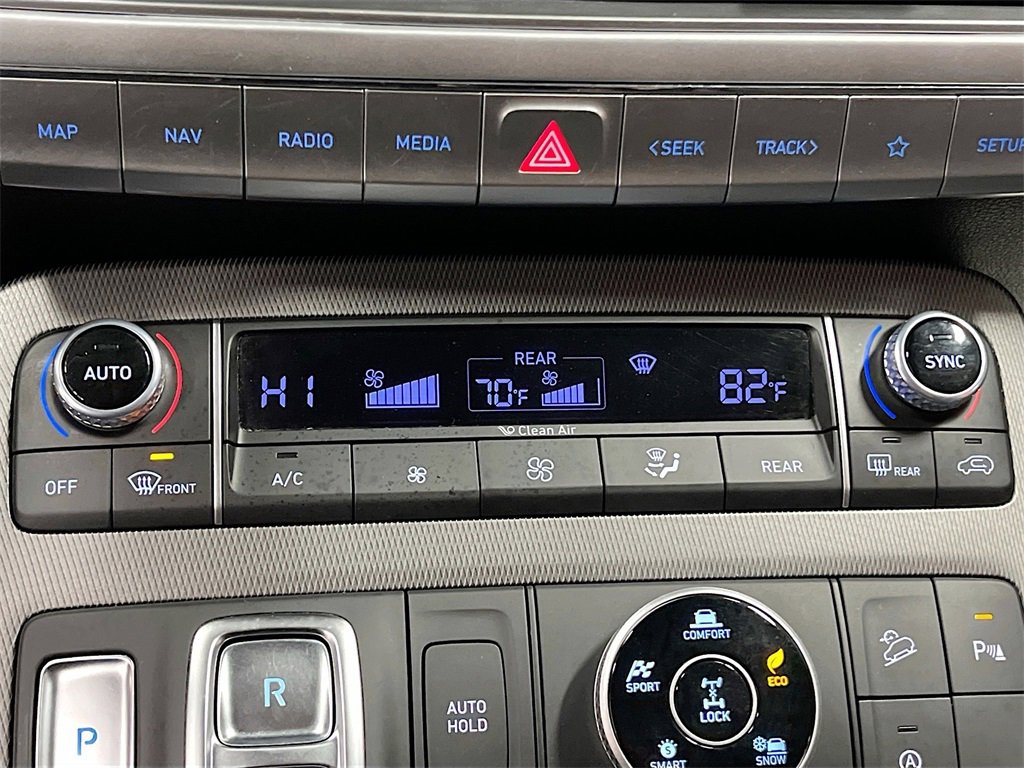 MAP NAV RADIO MEDIA <SEEK TRACK> SETUP
AUTO HI REAR 70°F 82°F SYNC
Clean Air
OFF FRONT A/C REAR REAR
P R AUTO HOLD
COMFORT
SPORT ECO
LOCK
SMART SNOW
P
A